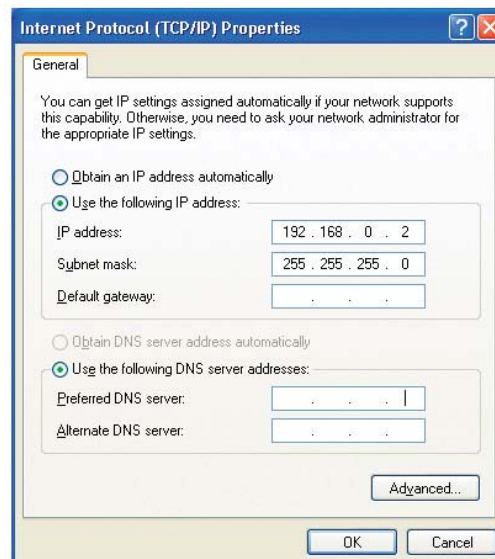 Internet Protocol (TCP/IP) Properties
General
You can get IP settings assigned automatically if your network supports
this capability. Otherwise, you need to ask your network administrator for
the appropriate IP settings.
Obtain an IP address automatically
Use the following IP address:
IP address: 192 . 168 . 0 . 2
Subnet mask: 255 . 255 . 255 . 0
Default gateway: . . .
Obtain DNS server address automatically
Use the following DNS server addresses:
Preferred DNS server: . . .
Alternate DNS server: . . .
Advanced...
OK Cancel